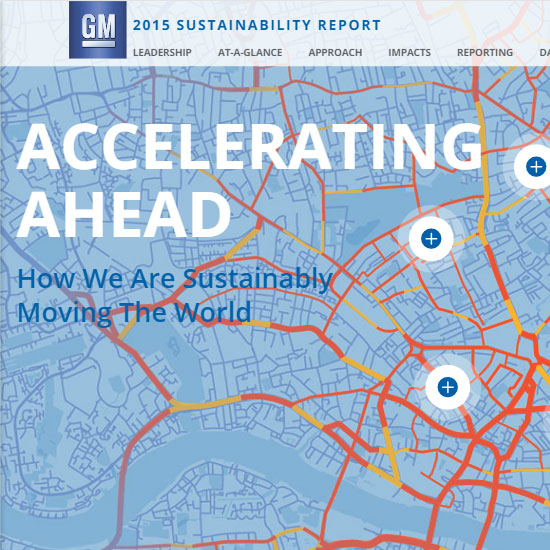 GM
2015 SUSTAINABILITY REPORT
LEADERSHIP AT-A-GLANCE APPROACH IMPACTS REPORTING DA
ACCELERATING
AHEAD
How We Are Sustainably
Moving The World